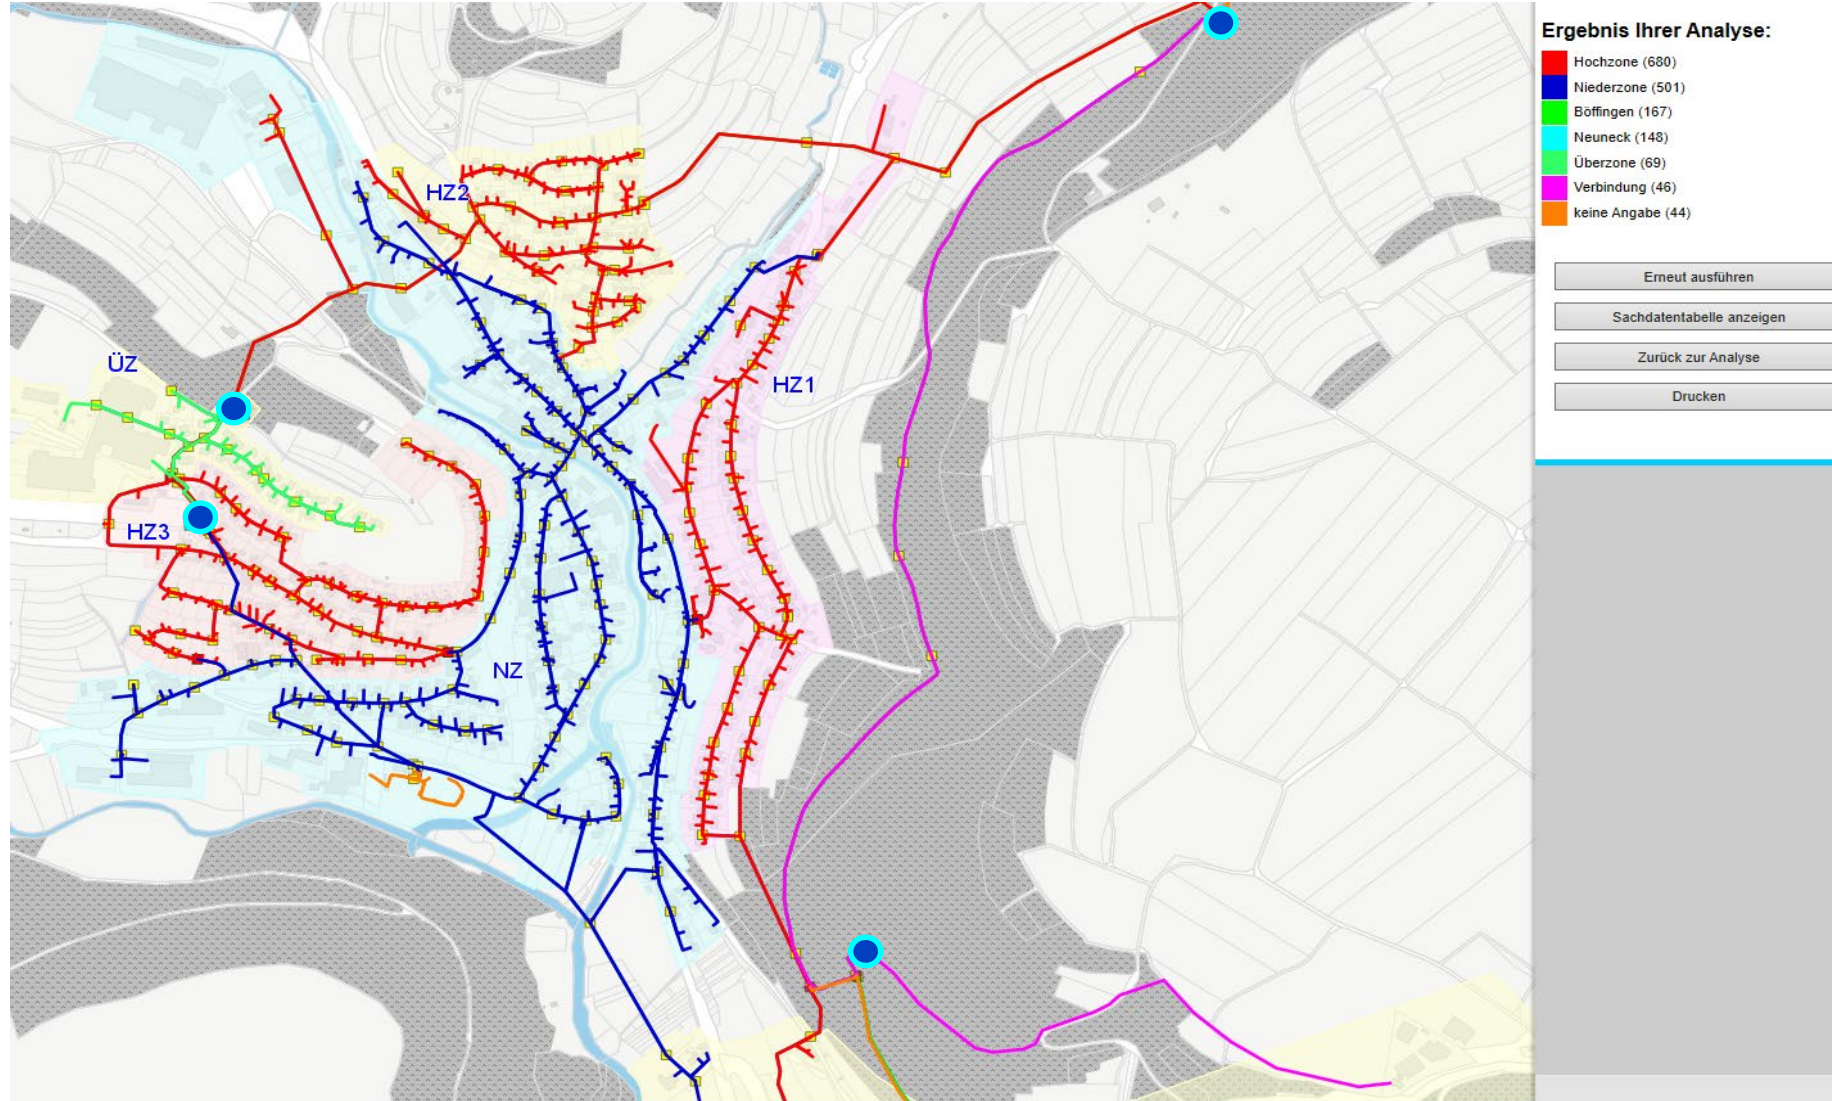 Ergebnis Ihrer Analyse:
Hochzone (680)
Niederzone (501)
Böffingen (167)
Neuneck (148)
Überzone (69)
Verbindung (46)
keine Angabe (44)
Erneut ausführen
Sachdatentabelle anzeigen
Zurück zur Analyse
Drucken
HZ2
ÜZ
HZ1
HZ3
NZ